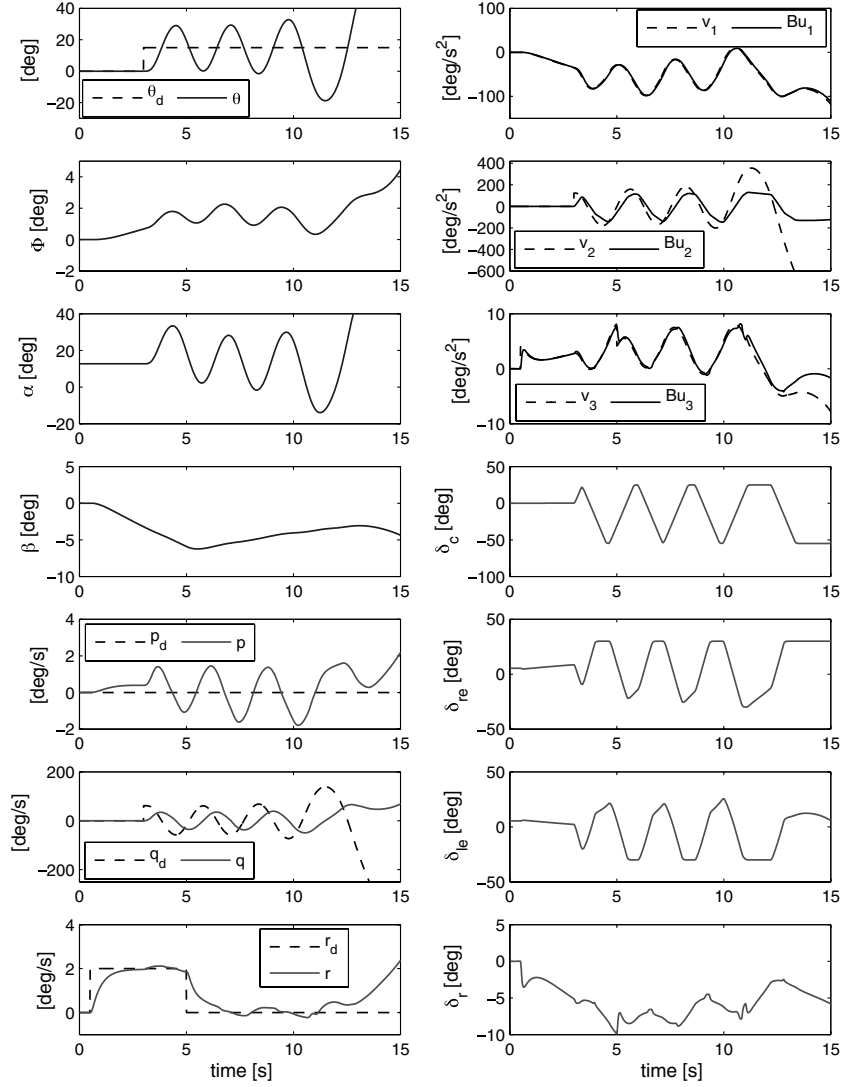 40
20
0
−20
[deg]
θd θ
0 5 10 15
4
2
0
−2
Φ [deg]
0 5 10 15
40
20
0
−20
α [deg]
0 5 10 15
5
0
−5
−10
β [deg]
0 5 10 15
4
2
0
−2
[deg/s]
pd p
0 5 10 15
200
0
−200
[deg/s]
qd q
0 5 10 15
4
2
0
[deg/s]
rd
r
0 5 10 15
time [s]
100
0
−100
[deg/s²]
v1 Bu1
0 5 10 15
400
200
0
−200
−400
−600
[deg/s²]
v2 Bu2
0 5 10 15
10
0
−10
[deg/s²]
v3 Bu3
0 5 10 15
50
0
−50
−100
δc [deg]
0 5 10 15
50
0
−50
δre [deg]
0 5 10 15
50
0
−50
δle [deg]
0 5 10 15
0
−5
−10
δr [deg]
0 5 10 15
time [s]